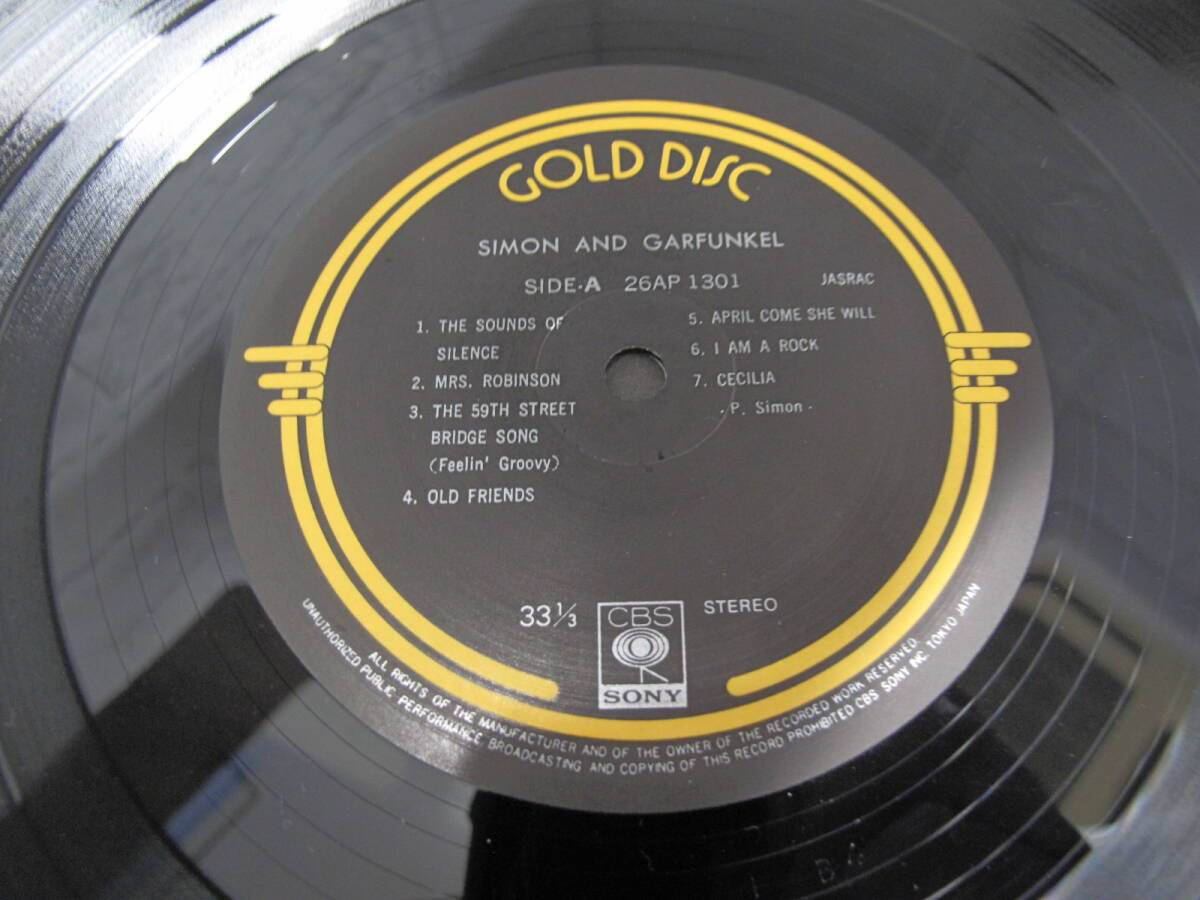 GOLD DISC
SIMON AND GARFUNKEL
SIDE·A 26AP 1301 JASRAC
1. THE SOUNDS OF
SILENCE
2. MRS. ROBINSON
3. THE 59TH STREET
BRIDGE SONG
(Feelin' Groovy)
4. OLD FRIENDS
5. APRIL COME SHE WILL
6. I AM A ROCK
7. CECILIA
·P. Simon·
33⅓
CBS
SONY
STEREO
ALL RIGHTS OF THE MANUFACTURER AND OF THE OWNER OF THE RECORDED WORK RESERVED.
UNAUTHORIZED PUBLIC PERFORMANCE BROADCASTING AND COPYING OF THIS RECORD PROHIBITED CBS SONY INC. TOKYO JAPAN